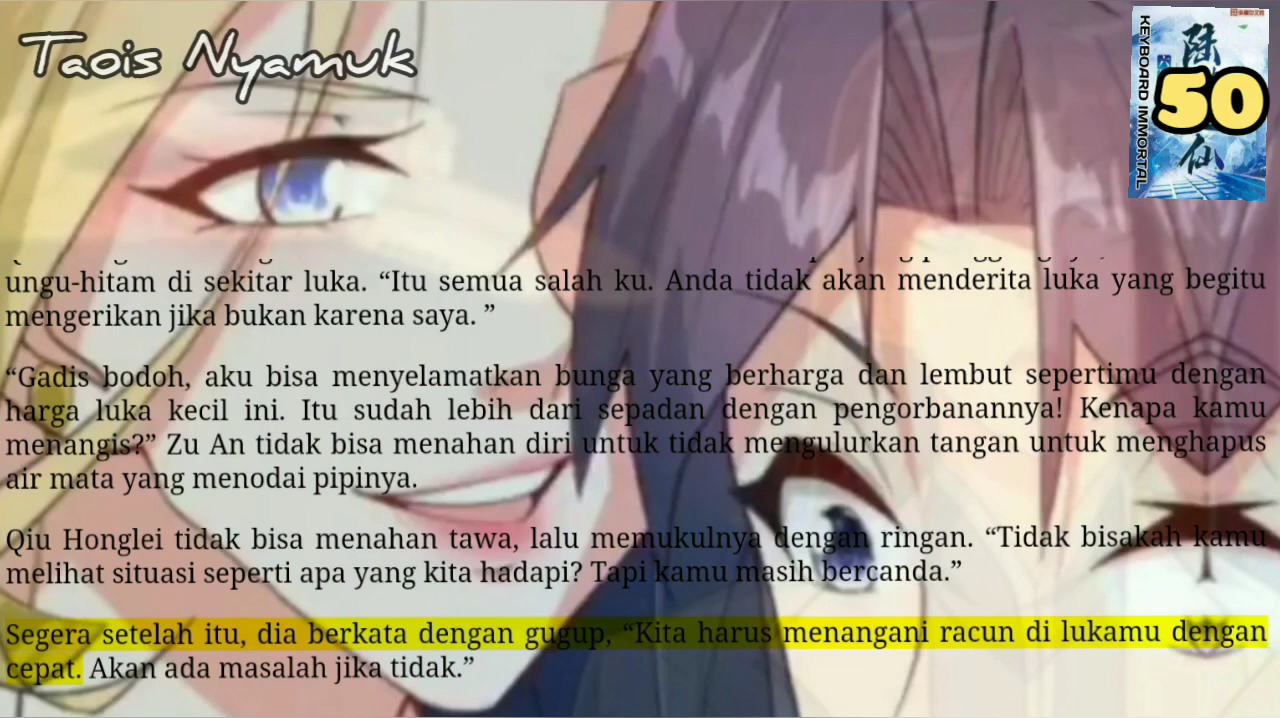 Taois Nyamuk
KEYBOARD IMMORTAL
50
ungu-hitam di sekitar luka. “Itu semua salah ku. Anda tidak akan menderita luka yang begitu
mengerikan jika bukan karena saya. ”
“Gadis bodoh, aku bisa menyelamatkan bunga yang berharga dan lembut sepertimu dengan
harga luka kecil ini. Itu sudah lebih dari sepadan dengan pengorbanannya! Kenapa kamu
menangis?” Zu An tidak bisa menahan diri untuk tidak mengulurkan tangan untuk menghapus
air mata yang menodai pipinya.
Qiu Honglei tidak bisa menahan tawa, lalu memukulnya dengan ringan. “Tidak bisakah kamu
melihat situasi seperti apa yang kita hadapi? Tapi kamu masih bercanda.”
Segera setelah itu, dia berkata dengan gugup, “Kita harus menangani racun di lukamu dengan
cepat. Akan ada masalah jika tidak.”